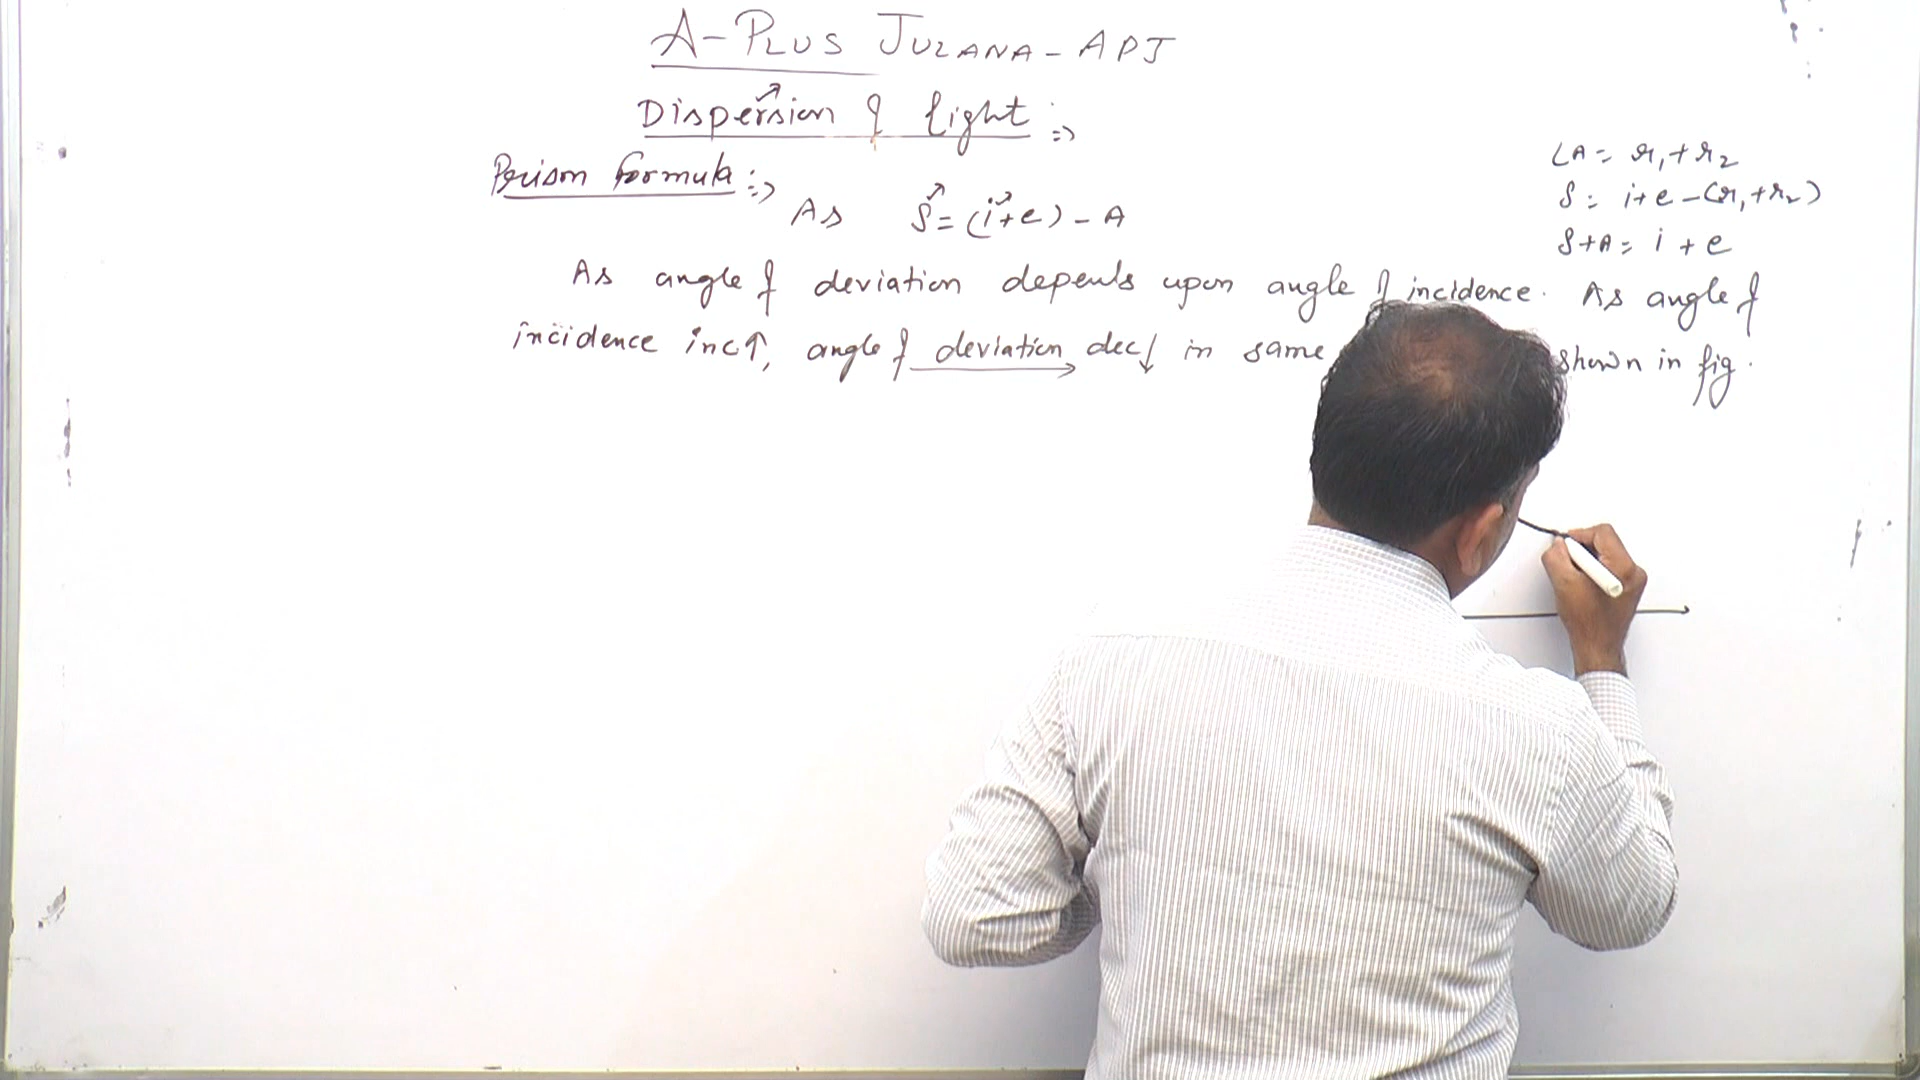 A-PLUS JULANA-APJ
Dispersion of light :⇒
Prism formula :⇒
As δ = (i+e) - A
∠A = r₁+r₂
δ = i+e-(r₁+r₂)
δ+A = i+e
As angle of deviation depends upon angle of incidence. As angle of
incidence inc↑, angle of deviation dec↓ in same shown in fig.